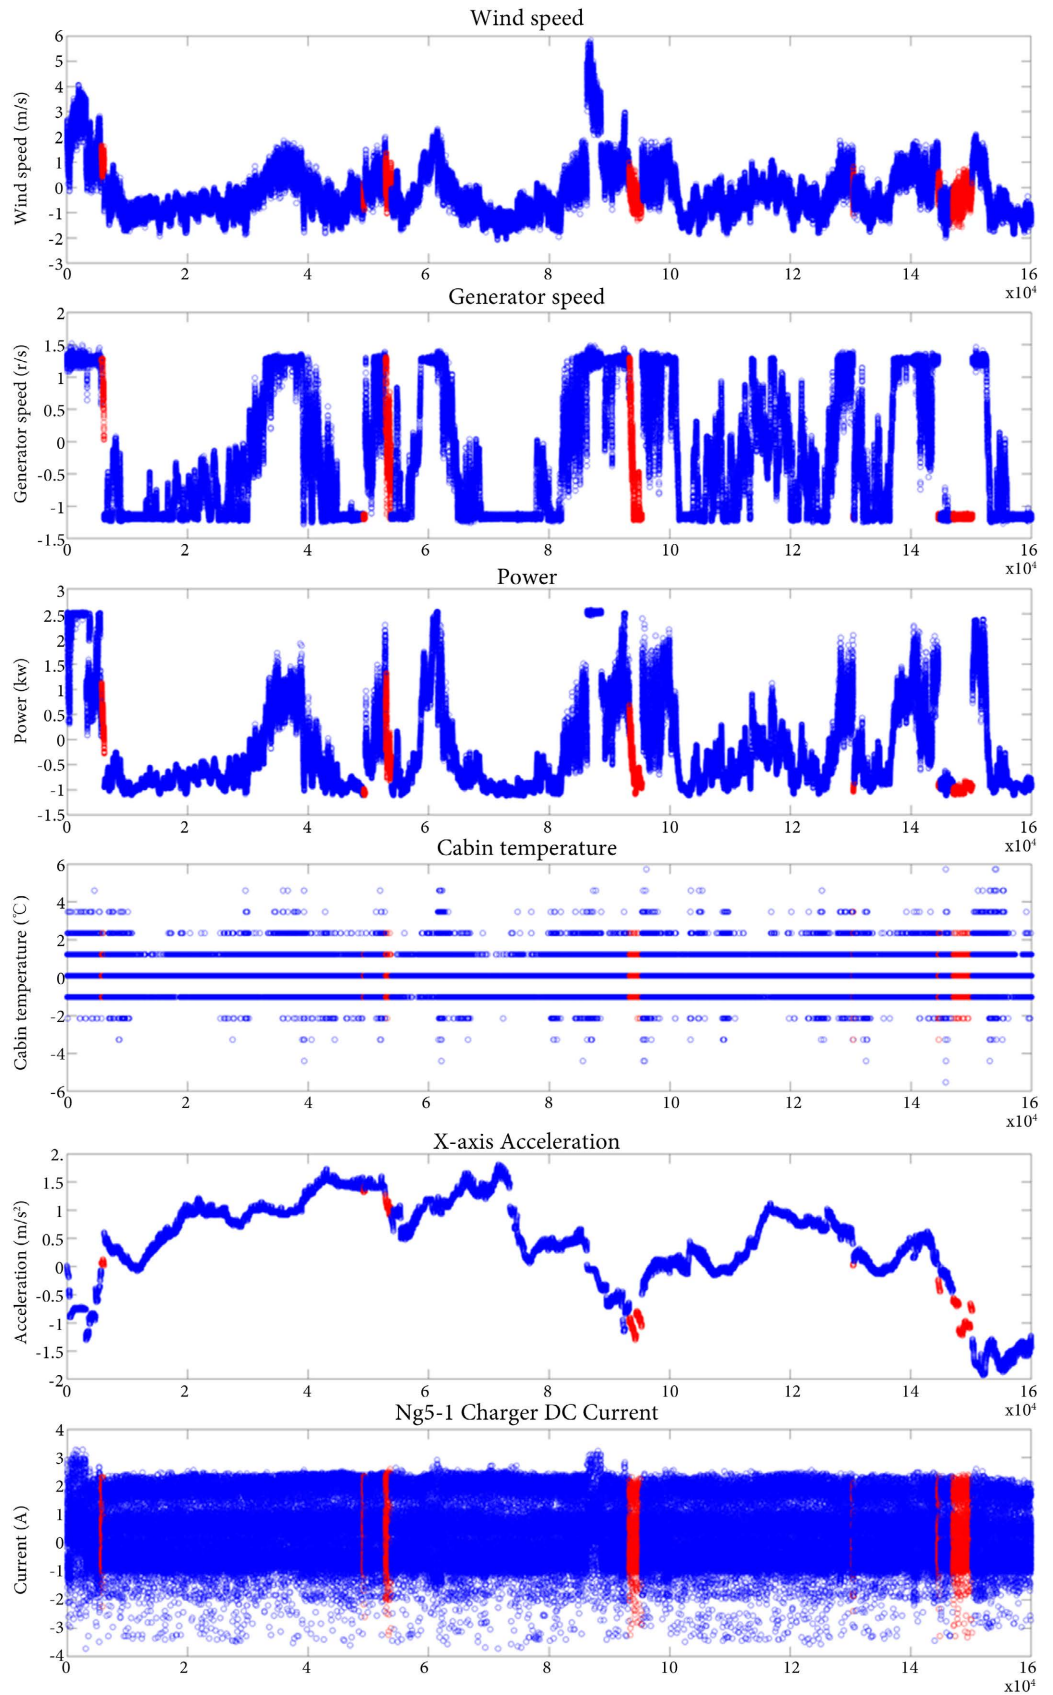 Wind speed
Wind speed (m/s)
6
5
4
3
2
1
0
-1
-2
-3
0 2 4 6 8 10 12 14 16
x10⁴
Generator speed
Generator speed (r/s)
2
1.5
1
0.5
0
-0.5
-1
-1.5
0 2 4 6 8 10 12 14 16
x10⁴
Power
Power (kw)
3
2.5
2
1.5
1
0.5
0
-0.5
-1
-1.5
0 2 4 6 8 10 12 14 16
x10⁴
Cabin temperature
Cabin temperature (℃)
6
4
2
0
-2
-4
-6
0 2 4 6 8 10 12 14 16
x10⁴
X-axis Acceleration
Acceleration (m/s²)
2.
1.5
1
0.5
0
-0.5
-1
-1.5
-2
0 2 4 6 8 10 12 14 16
x10⁴
Ng5-1 Charger DC Current
Current (A)
4
3
2
1
0
-1
-2
-3
-4
0 2 4 6 8 10 12 14 16
x10⁴